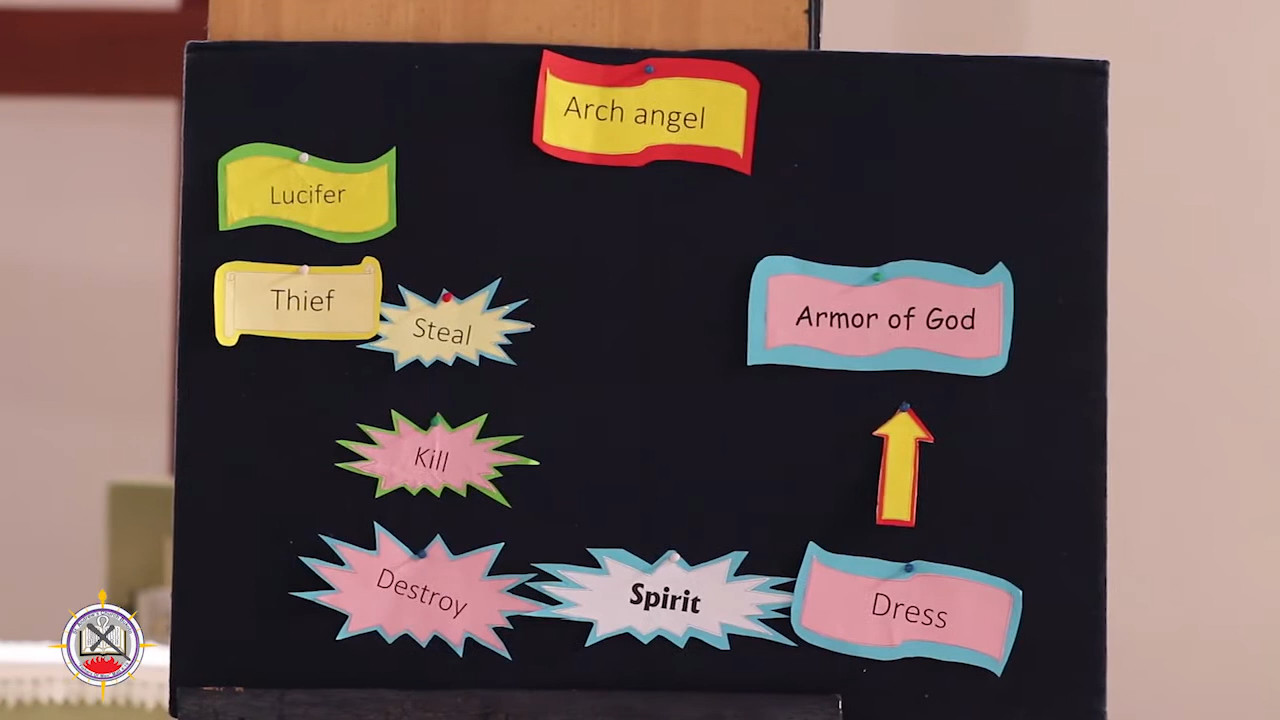 Arch angel
Lucifer
Thief
Steal
Armor of God
Kill
Destroy
Spirit
Dress